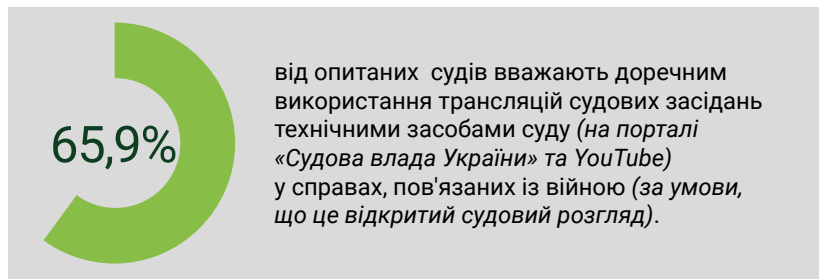 65,9%
від опитаних судів вважають доречним
використання трансляцій судових засідань
технічними засобами суду (на порталі
«Судова влада України» та YouTube)
у справах, пов'язаних із війною (за умови,
що це відкритий судовий розгляд).